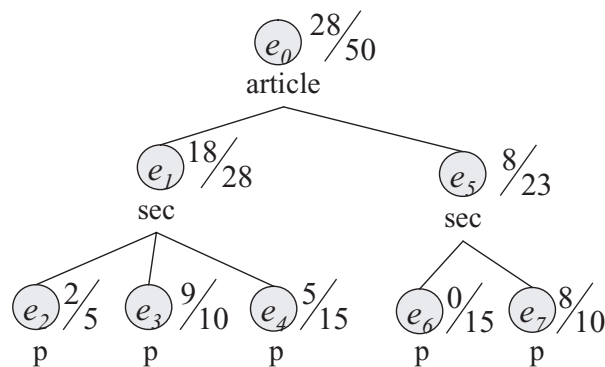 e0 28/50
article
e1 18/28
e5 8/23
sec
sec
e2 2/5
e3 9/10
e4 5/15
e6 0/15
e7 8/10
p
p
p
p
p